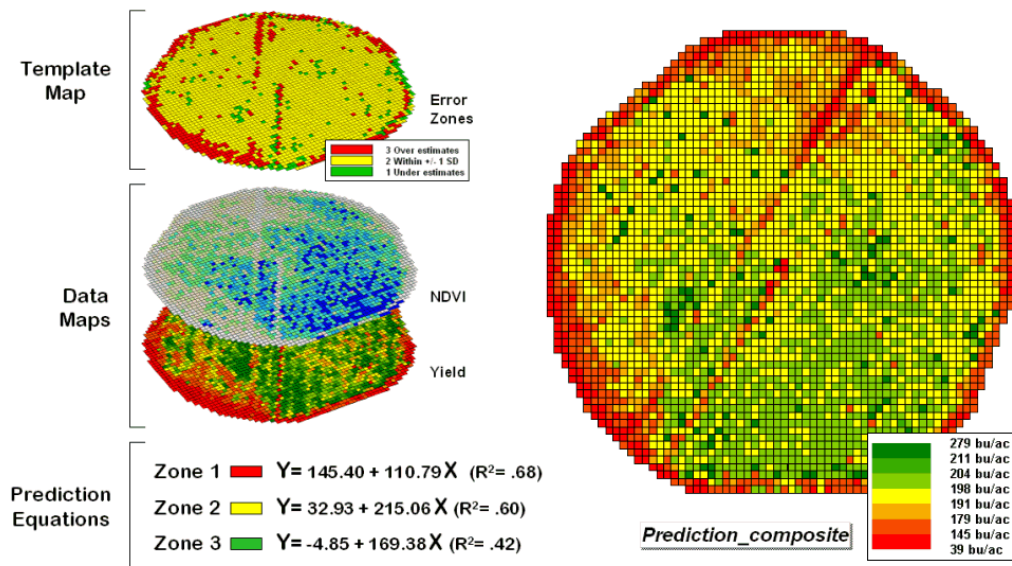 Template
Map
Error
Zones
3 Over estimates
2 Within +/- 1 SD
1 Under estimates
Data
Maps
NDVI
Yield
Prediction
Equations
Zone 1 Y= 145.40 + 110.79 X (R²= .68)
Zone 2 Y= 32.93 + 215.06 X (R²= .60)
Zone 3 Y= -4.85 + 169.38 X (R²= .42)
Prediction_composite
279 bu/ac
211 bu/ac
204 bu/ac
198 bu/ac
191 bu/ac
179 bu/ac
145 bu/ac
39 bu/ac